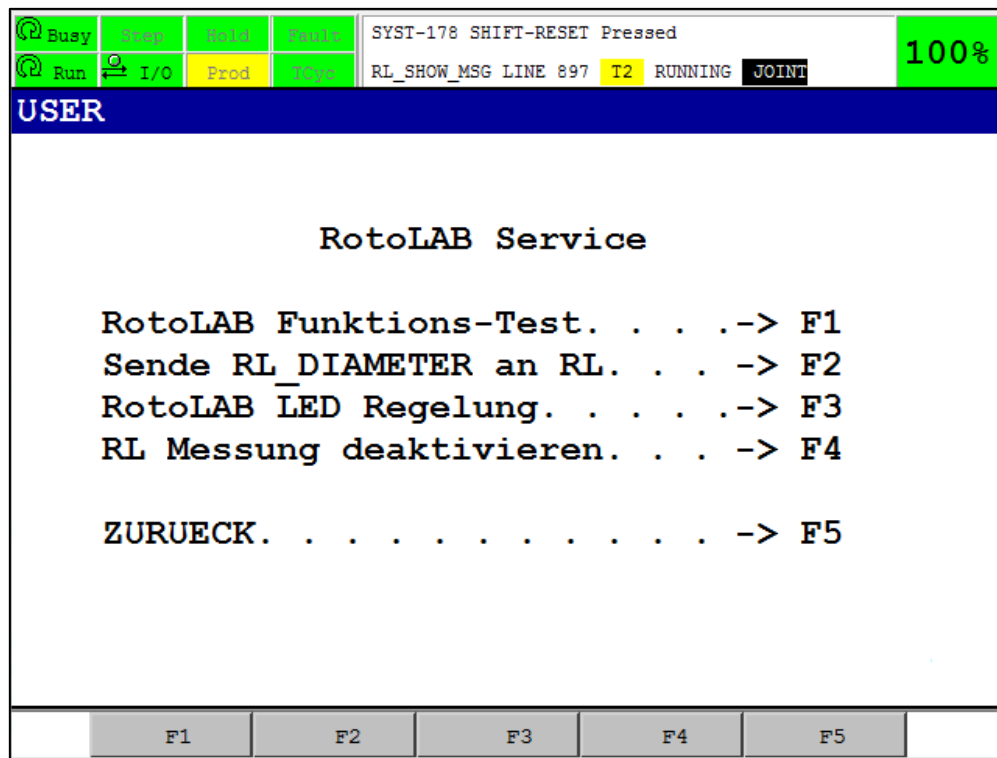 Busy Step Hold Fault SYST-178 SHIFT-RESET Pressed
Run I/O Prod TCyc RL_SHOW_MSG LINE 897 T2 RUNNING JOINT
100%
USER
RotoLAB Service
RotoLAB Funktions-Test. . . .-> F1
Sende RL_DIAMETER an RL. . . -> F2
RotoLAB LED Regelung. . . . .-> F3
RL Messung deaktivieren. . . -> F4
ZURUECK. . . . . . . . . . . -> F5
F1 F2 F3 F4 F5